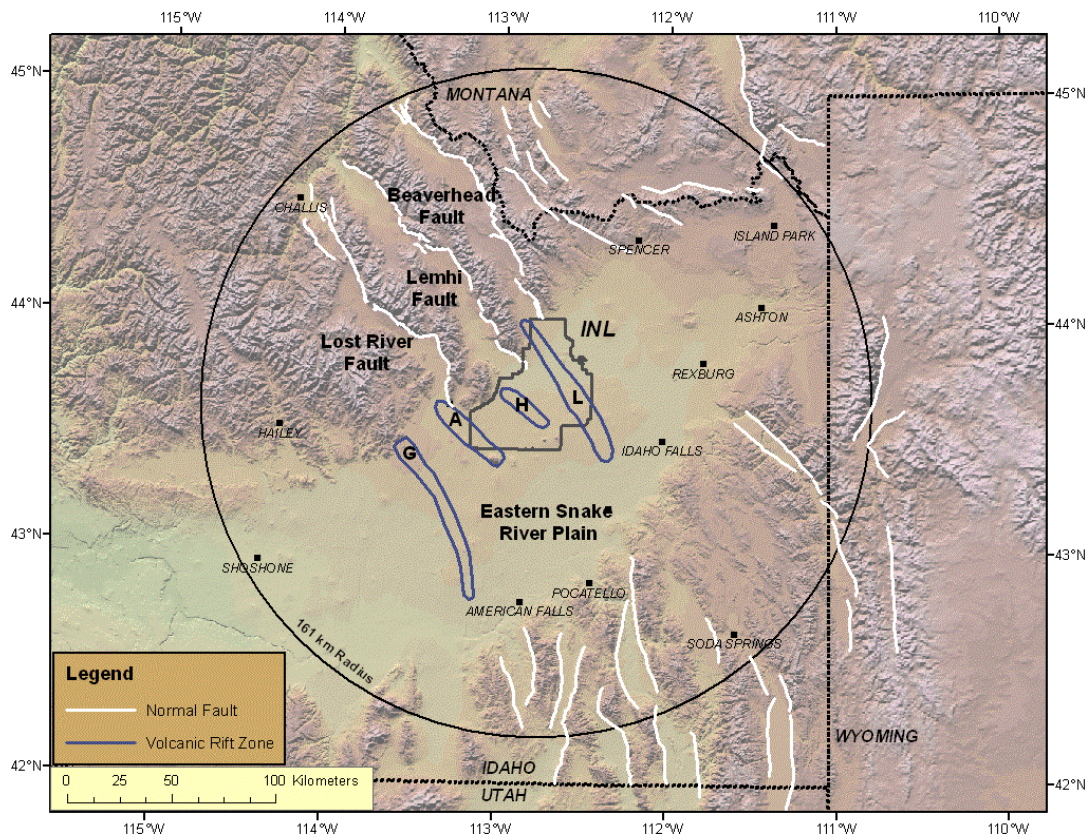 115°W 114°W 113°W 112°W 111°W 110°W
45°N
45°N
MONTANA
Beaverhead
Fault
CHALLIS
ISLAND PARK
SPENCER
Lemhi
Fault
44°N
44°N
ASHTON
INL
Lost River
Fault
REXBURG
A
H
L
HAILEY
G
IDAHO FALLS
Eastern Snake
River Plain
43°N
43°N
SHOSHONE
POCATELLO
AMERICAN FALLS
SODA SPRINGS
161 km Radius
Legend
Normal Fault
Volcanic Rift Zone
WYOMING
IDAHO
UTAH
42°N
42°N
0 25 50 100 Kilometers
115°W 114°W 113°W 112°W 111°W 110°W